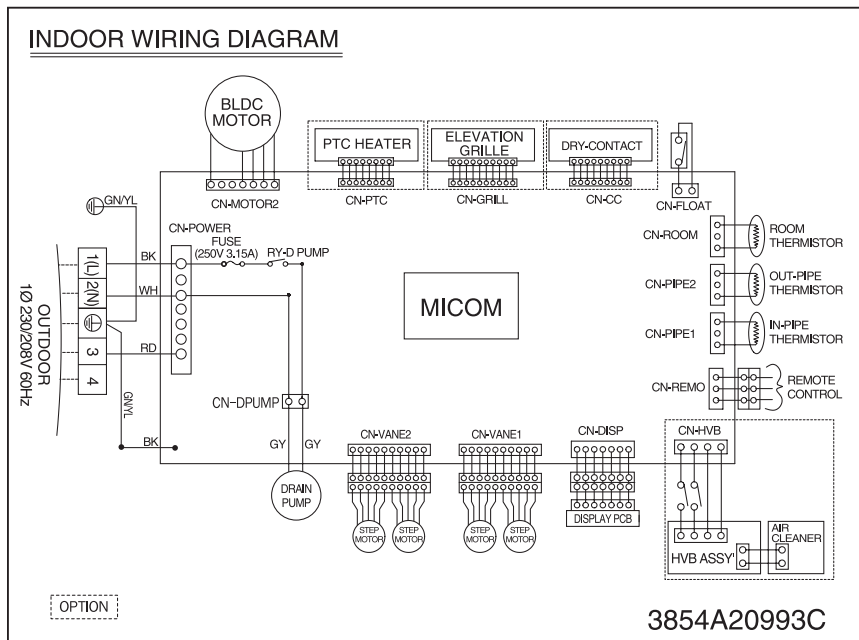 INDOOR WIRING DIAGRAM
BLDC
MOTOR
PTC HEATER
ELEVATION
GRILLE
DRY-CONTACT
CN-MOTOR2
CN-PTC
CN-GRILL
CN-CC
CN-FLOAT
GN/YL
CN-POWER
FUSE
(250V 3.15A)
RY-D PUMP
CN-ROOM
ROOM
THERMISTOR
1(L)
BK
2(N)
WH
MICOM
CN-PIPE2
OUT-PIPE
THERMISTOR
OUTDOOR
1Ø 230/208V 60Hz
CN-PIPE1
IN-PIPE
THERMISTOR
3
RD
4
GN/YL
CN-REMO
REMOTE
CONTROL
CN-DPUMP
BK
GY
GY
CN-VANE2
CN-VANE1
CN-DISP
CN-HVB
DRAIN
PUMP
STEP
MOTOR
STEP
MOTOR
STEP
MOTOR
STEP
MOTOR
DISPLAY PCB
AIR
CLEANER
HVB ASSY'
OPTION
3854A20993C